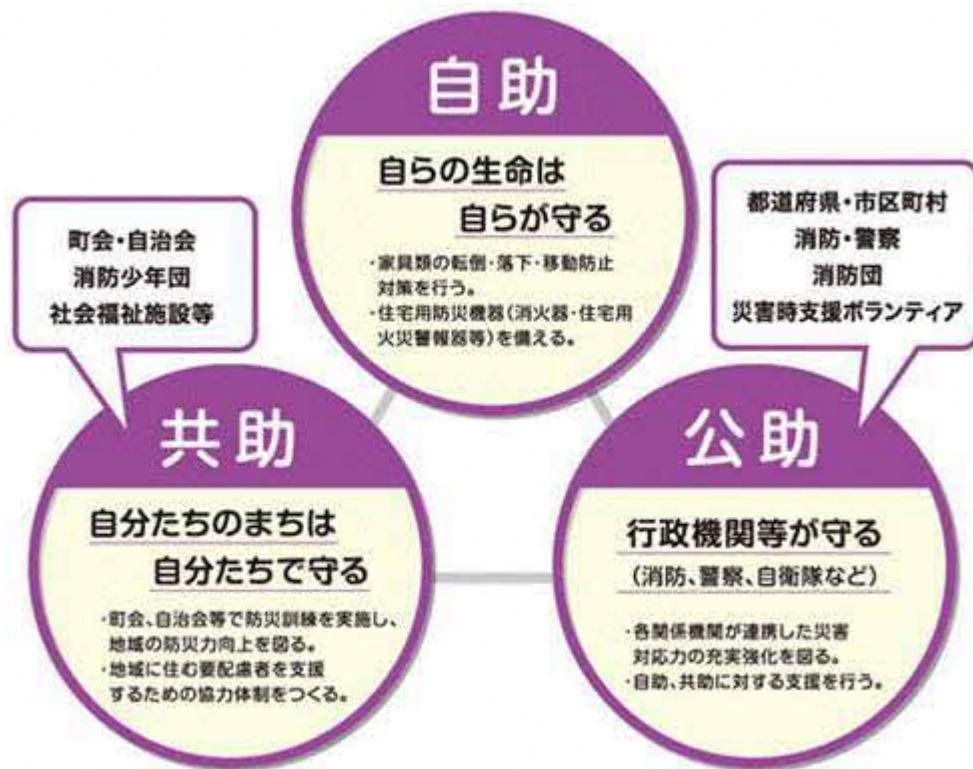 自助
自らの生命は
自らが守る
・家具類の転倒・落下・移動防止
対策を行う。
・住宅用防災機器(消火器・住宅用
火災警報器等)を備える。
町会・自治会
消防少年団
社会福祉施設等
都道府県・市区町村
消防・警察
消防団
災害時支援ボランティア
共助
自分たちのまちは
自分たちで守る
・町会、自治会等で防災訓練を実施し、
地域の防災力向上を図る。
・地域に住む要配慮者を支援
するための協力体制をつくる。
公助
行政機関等が守る
(消防、警察、自衛隊など)
・各関係機関が連携した災害
対応力の充実強化を図る。
・自助、共助に対する支援を行う。